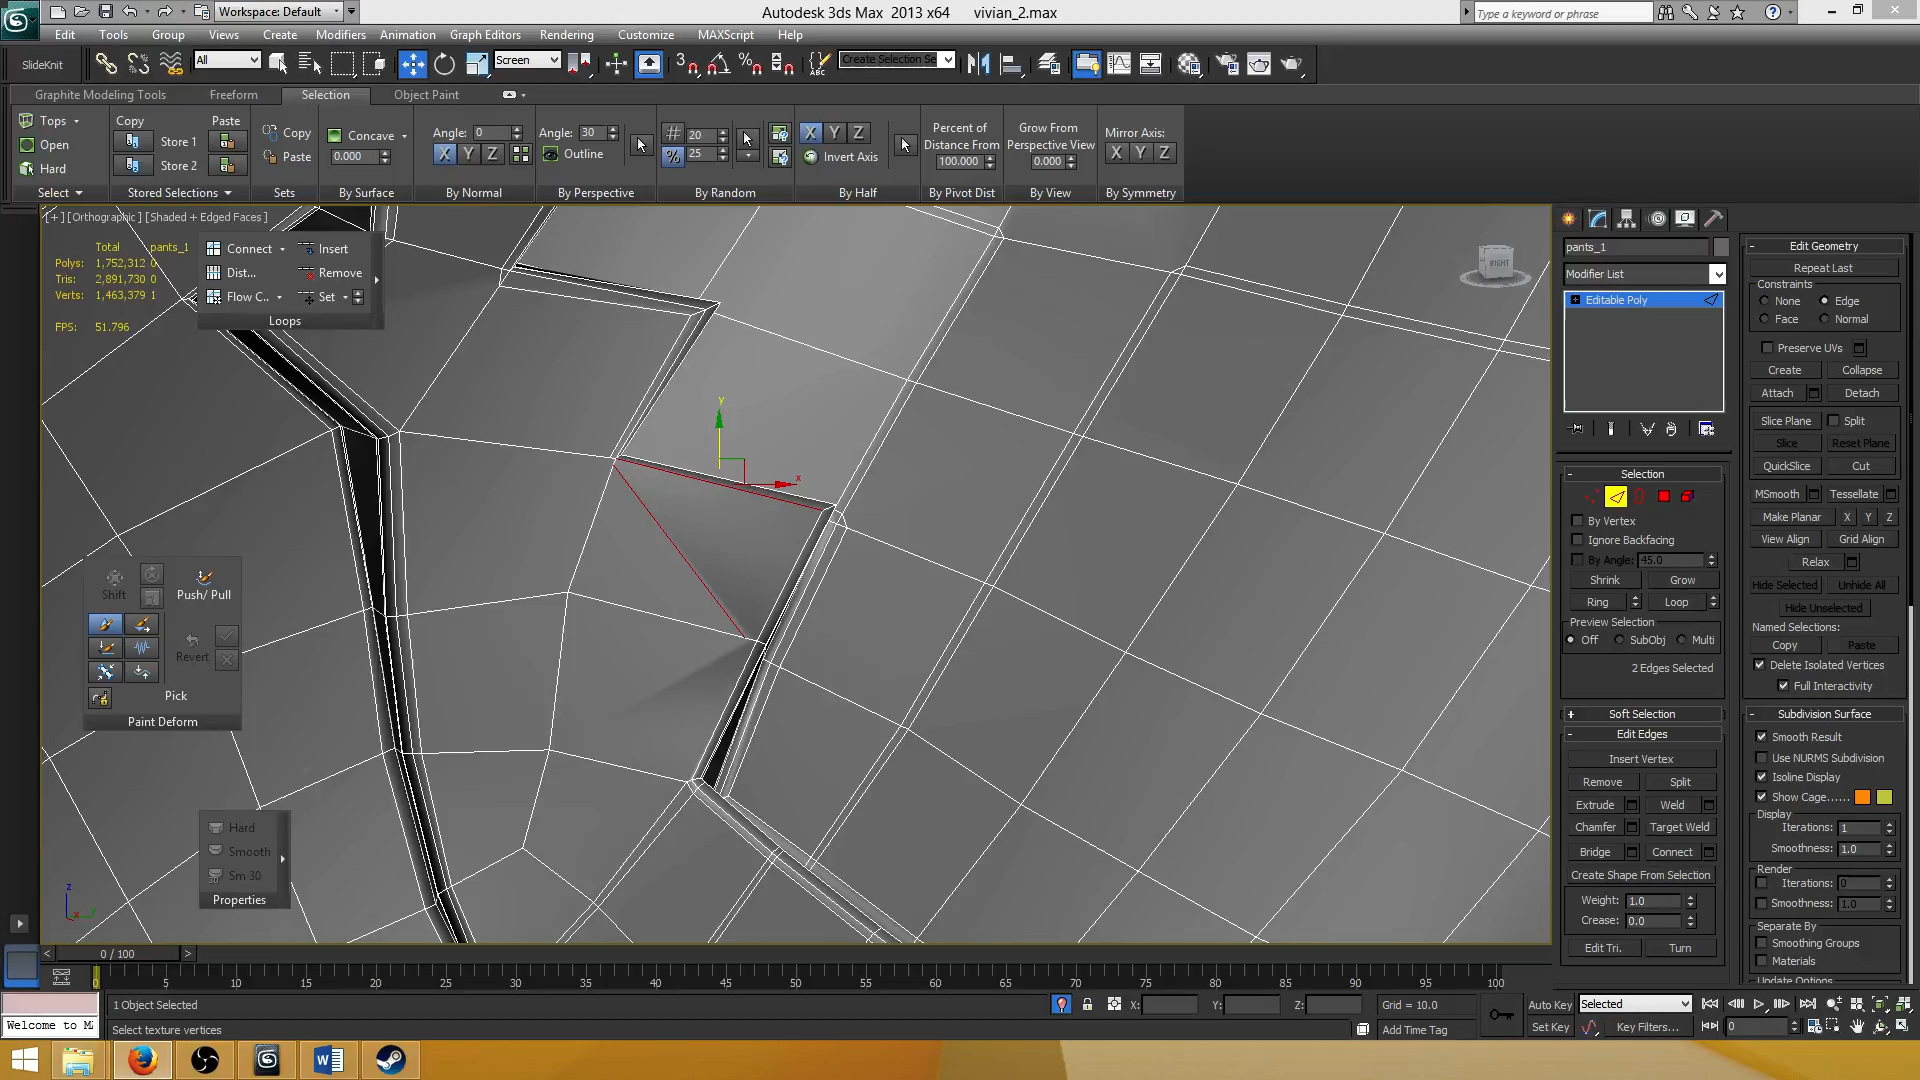 Workspace: Default
Autodesk 3ds Max 2013 x64 vivian_2.max
Type a keyword or phrase
Edit Tools Group Views Create Modifiers Animation Graph Editors Rendering Customize MAXScript Help
SlideKnit
All
Screen
Create Selection Se
Graphite Modeling Tools Freeform Selection Object Paint
Tops
Open
Hard
Select
Copy Paste
Store 1
Store 2
Stored Selections
Copy
Paste
Sets
Concave
0.000
By Surface
Angle: 0
X Y Z
By Normal
Angle: 30
Outline
By Perspective
# 20
% 25
By Random
X Y Z
Invert Axis
By Half
Percent of
Distance From
100.000
By Pivot Dist
Grow From
Perspective View
0.000
By View
Mirror Axis:
X Y Z
By Symmetry
[+] [Orthographic] [Shaded + Edged Faces]
Total pants_1
Polys: 1,752,312 0
Tris: 2,891,730 0
Verts: 1,463,379 1
FPS: 51.796
Connect Insert
Dist... Remove
Flow C... Set
Loops
Shift
Push/ Pull
Revert
Pick
Paint Deform
Hard
Smooth
Sm 30
Properties
y
x
RIGHT
z
x y
pants_1
Modifier List
Editable Poly
Selection
By Vertex
Ignore Backfacing
By Angle: 45.0
Shrink Grow
Ring Loop
Preview Selection
Off SubObj Multi
2 Edges Selected
Soft Selection
Edit Edges
Insert Vertex
Remove Split
Extrude Weld
Chamfer Target Weld
Bridge Connect
Create Shape From Selection
Weight: 1.0
Crease: 0.0
Edit Tri. Turn
Edit Geometry
Repeat Last
Constraints
None Edge
Face Normal
Preserve UVs
Create Collapse
Attach Detach
Slice Plane Split
Slice Reset Plane
QuickSlice Cut
MSmooth Tessellate
Make Planar X Y Z
View Align Grid Align
Relax
Hide Selected Unhide All
Hide Unselected
Named Selections:
Copy Paste
Delete Isolated Vertices
Full Interactivity
Subdivision Surface
Smooth Result
Use NURMS Subdivision
Isoline Display
Show Cage......
Display
Iterations: 1
Smoothness: 1.0
Render
Iterations: 0
Smoothness: 1.0
Separate By
Smoothing Groups
Materials
Update Options
< 0 / 100 >
0 5 10 15 20 25 30 35 40 45 50 55 60 65 70 75 80 85 90 95 100
1 Object Selected
X: Y: Z:
Grid = 10.0
Auto Key Selected
Welcome to M
Select texture vertices
Add Time Tag
Set Key Key Filters...
0